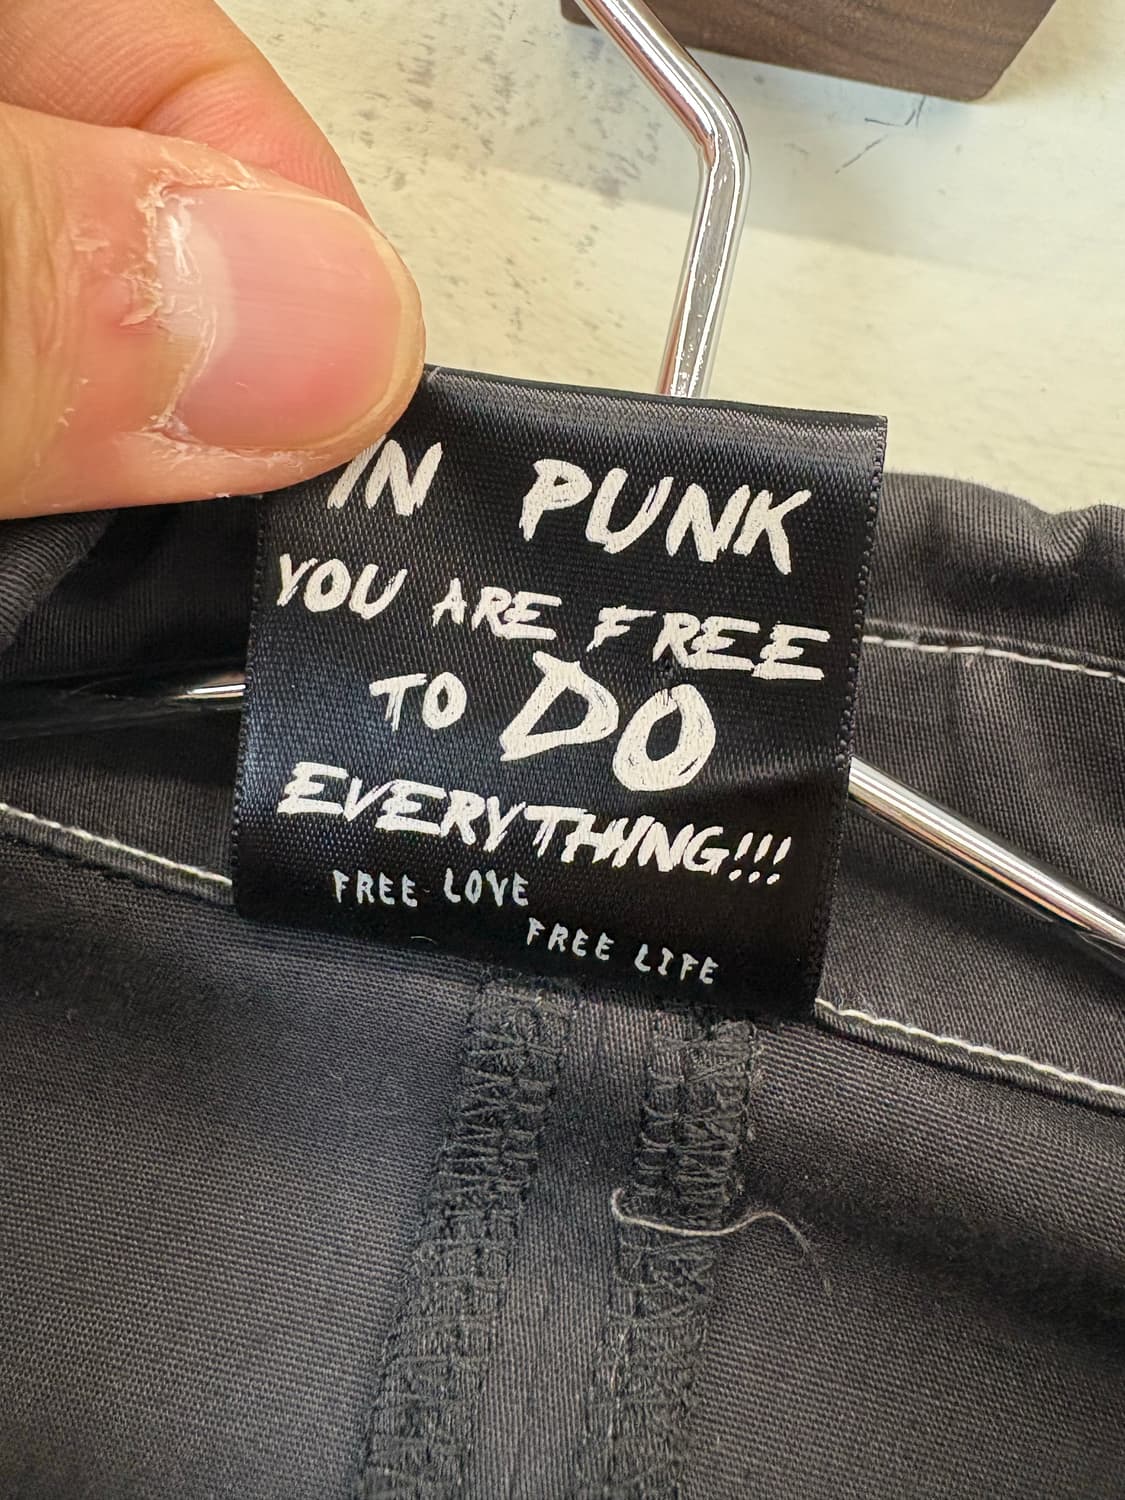 IN PUNK
YOU ARE FREE
TO DO
EVERYTHING!!!
FREE LOVE
FREE LIFE